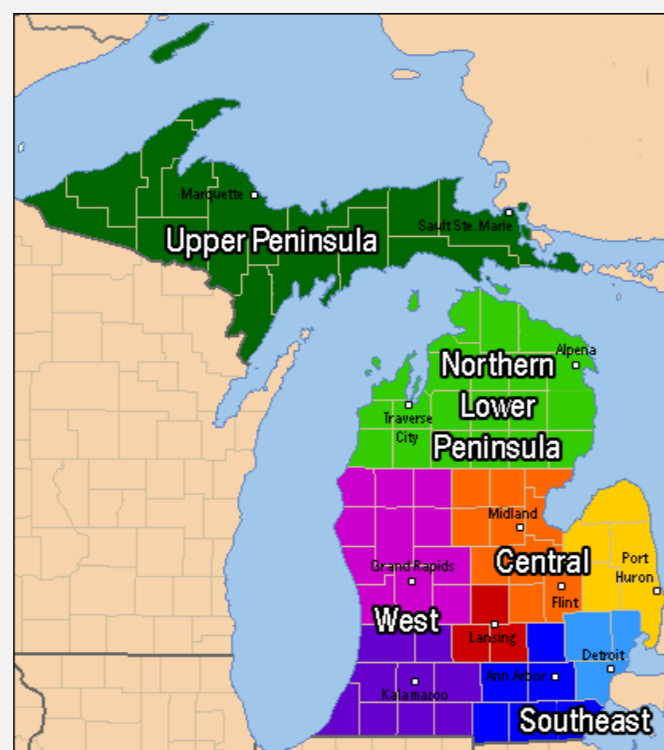 Marquette
Sault Ste. Marie
Upper Peninsula
Northern
Lower
Peninsula
Alpena
Traverse
City
Midland
Central
Port
Huron
Grand Rapids
Flint
West
Lansing
Detroit
Ann Arbor
Kalamazoo
Southeast